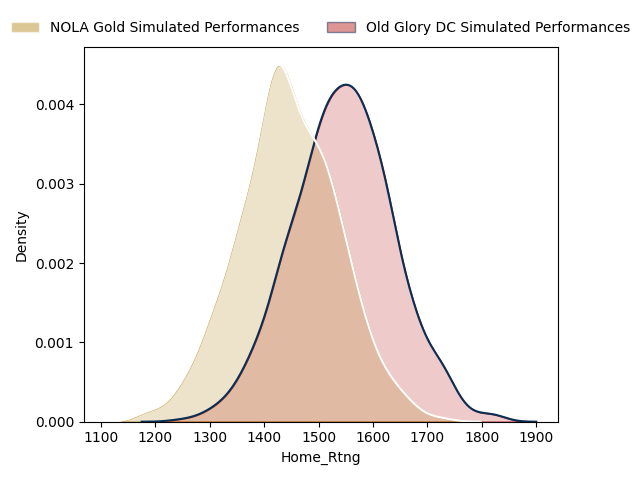 NOLA Gold Simulated Performances Old Glory DC Simulated Performances
0.004
0.003
0.002
0.001
0.000
Density
1100 1200 1300 1400 1500 1600 1700 1800 1900
Home_Rtng